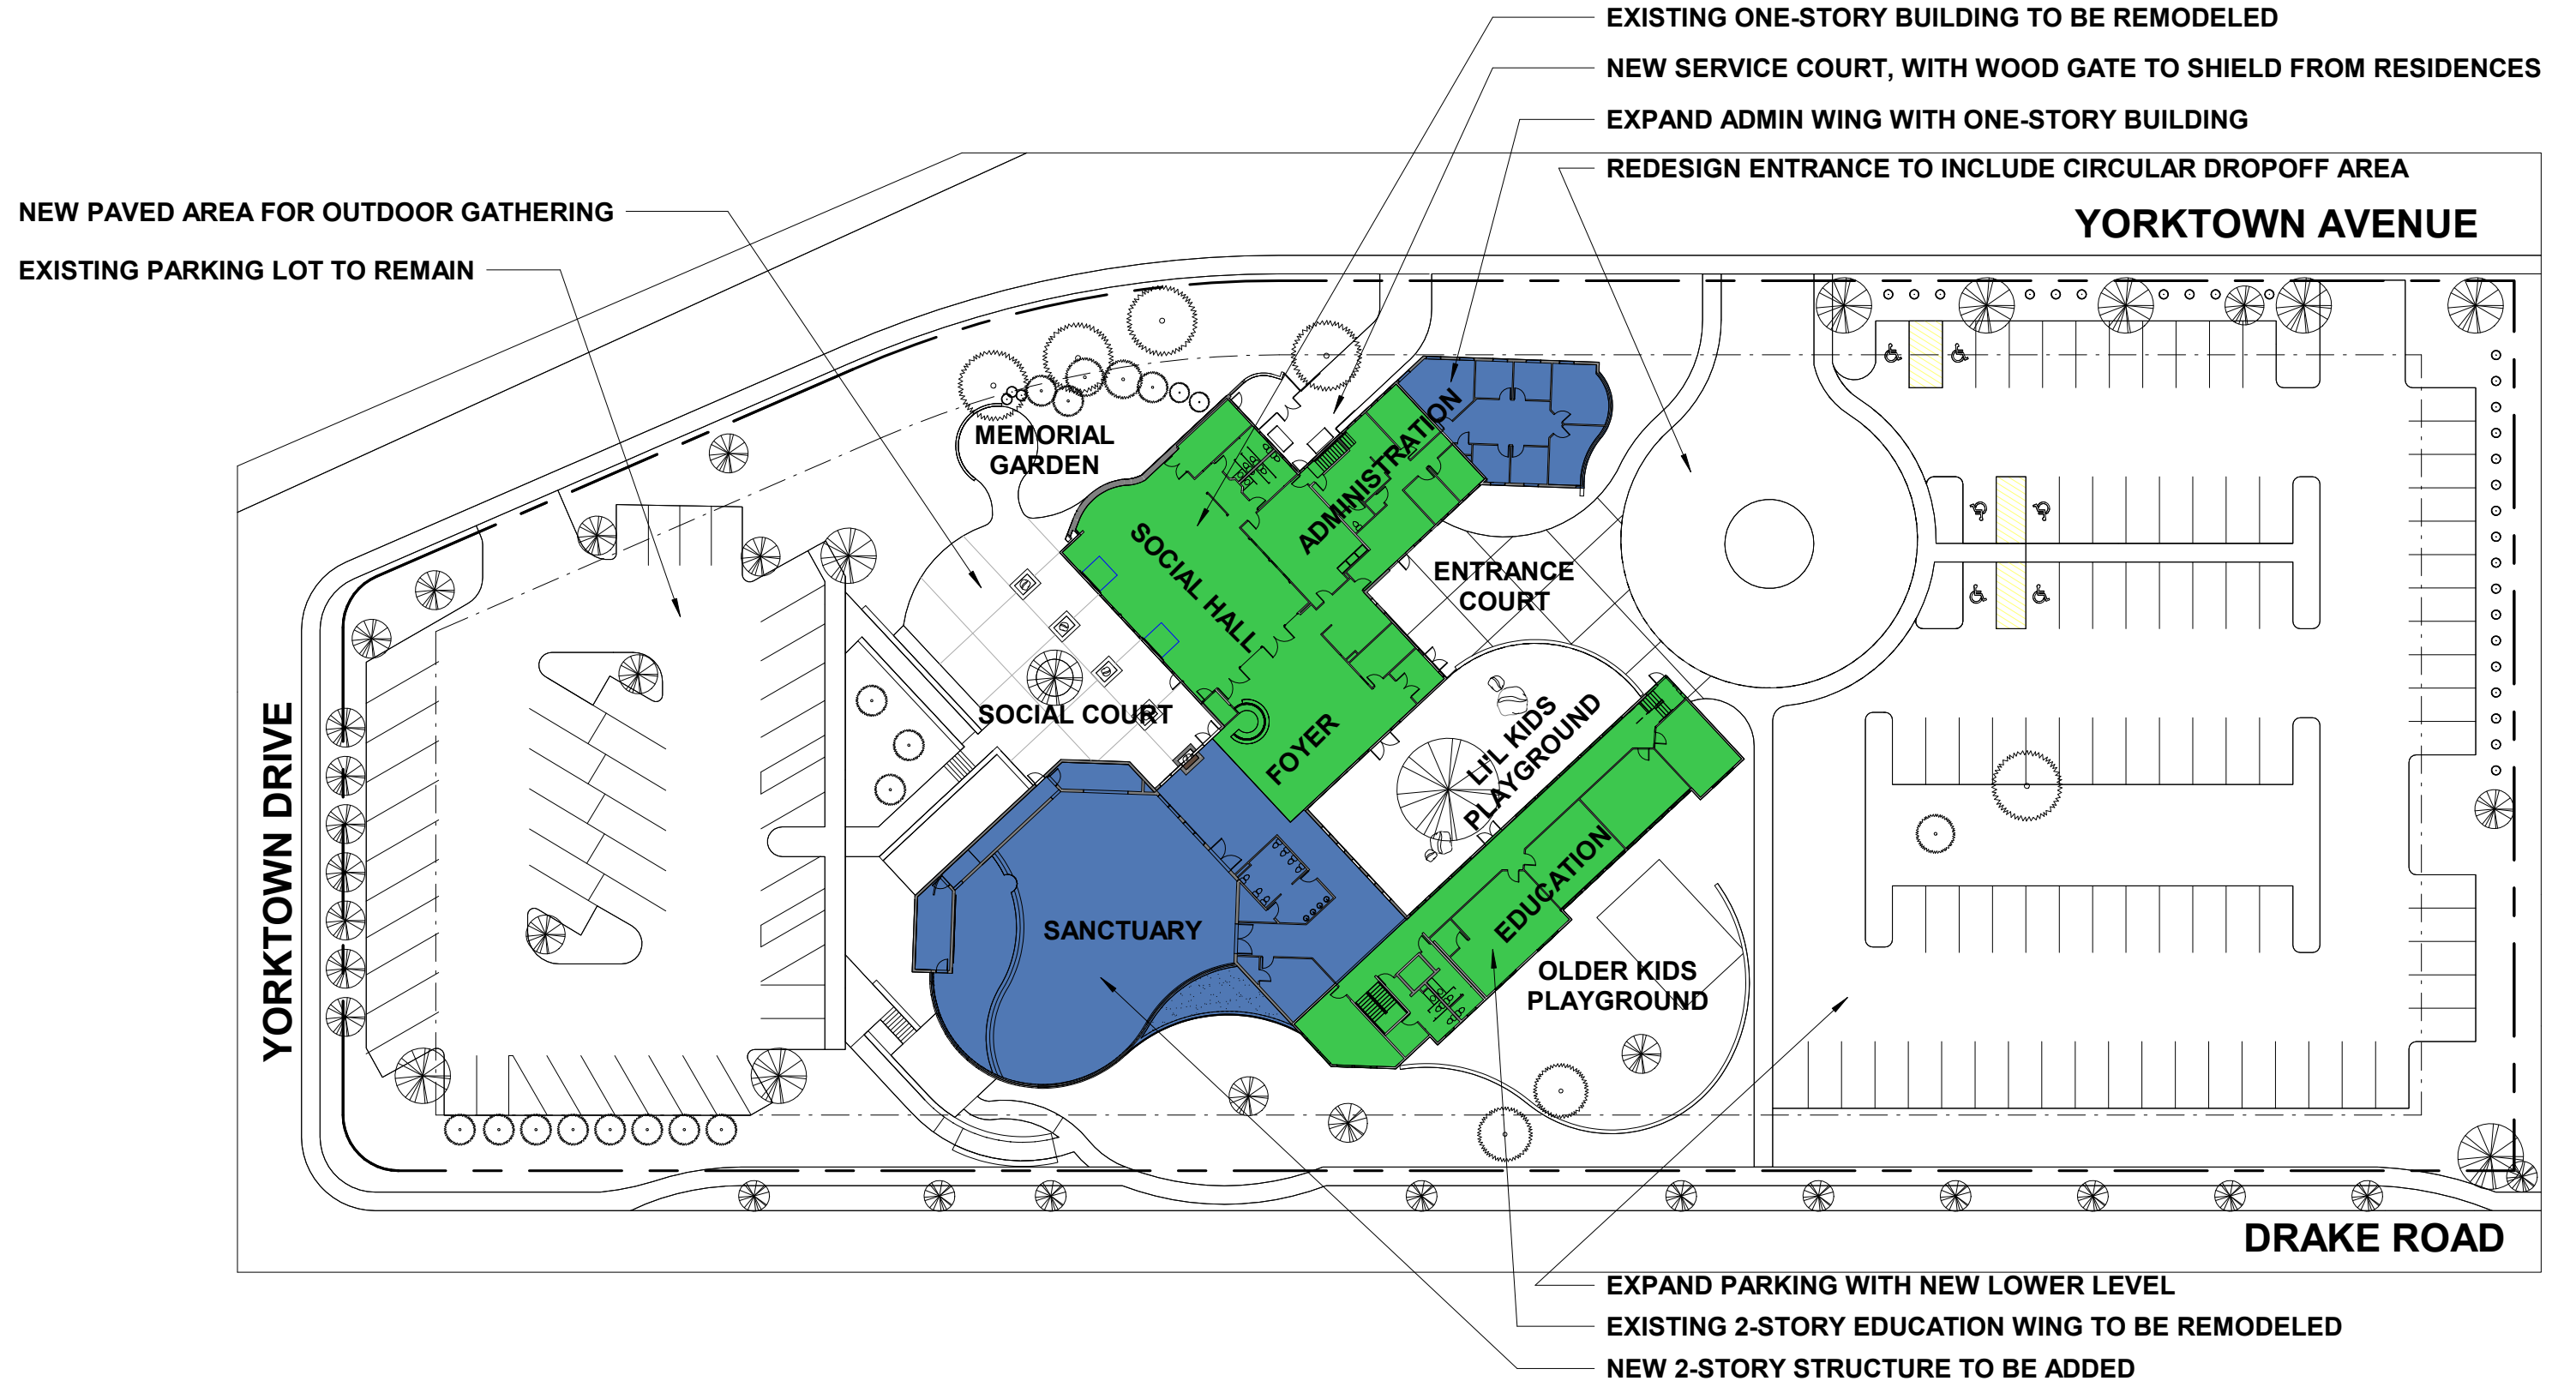 EXISTING ONE-STORY BUILDING TO BE REMODELED
NEW SERVICE COURT, WITH WOOD GATE TO SHIELD FROM RESIDENCES
EXPAND ADMIN WING WITH ONE-STORY BUILDING
REDESIGN ENTRANCE TO INCLUDE CIRCULAR DROPOFF AREA
NEW PAVED AREA FOR OUTDOOR GATHERING
EXISTING PARKING LOT TO REMAIN
YORKTOWN AVENUE
MEMORIAL
GARDEN
ADMINISTRATION
SOCIAL HALL
ENTRANCE
COURT
SOCIAL COURT
FOYER
LI'L KIDS
PLAYGROUND
YORKTOWN DRIVE
EDUCATION
SANCTUARY
OLDER KIDS
PLAYGROUND
DRAKE ROAD
EXPAND PARKING WITH NEW LOWER LEVEL
EXISTING 2-STORY EDUCATION WING TO BE REMODELED
NEW 2-STORY STRUCTURE TO BE ADDED